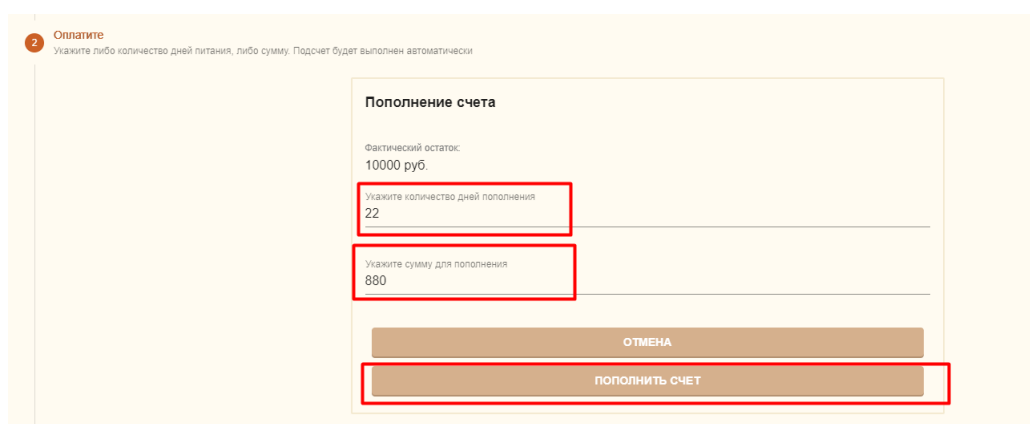 2
Оплатите
Укажите либо количество дней питания, либо сумму. Подсчет будет выполнен автоматически
Пополнение счета
Фактический остаток:
10000 руб.
Укажите количество дней пополнения
22
Укажите сумму для пополнения
880
ОТМЕНА
ПОПОЛНИТЬ СЧЕТ